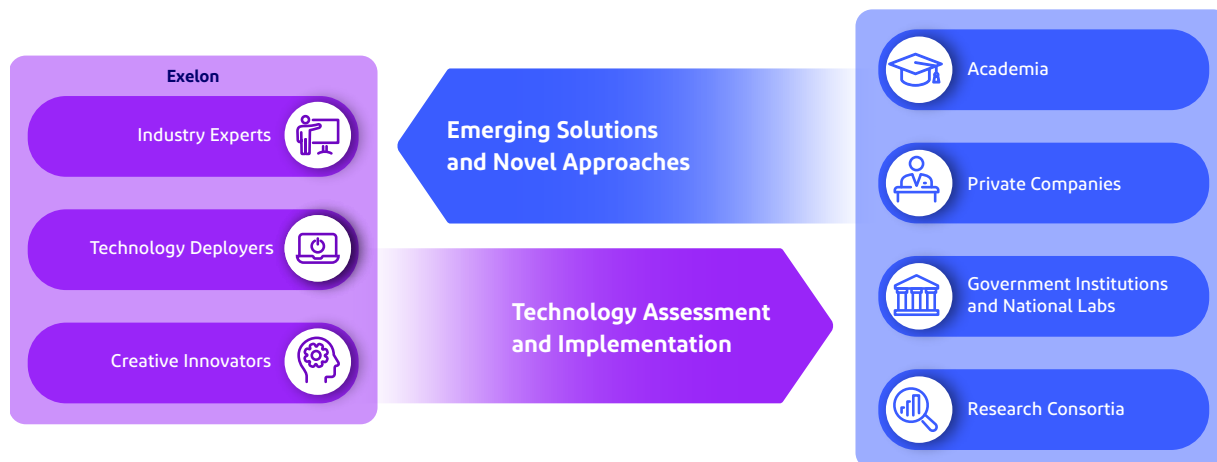 Exelon
Industry Experts
Technology Deployers
Creative Innovators
Emerging Solutions
and Novel Approaches
Technology Assessment
and Implementation
Academia
Private Companies
Government Institutions
and National Labs
Research Consortia